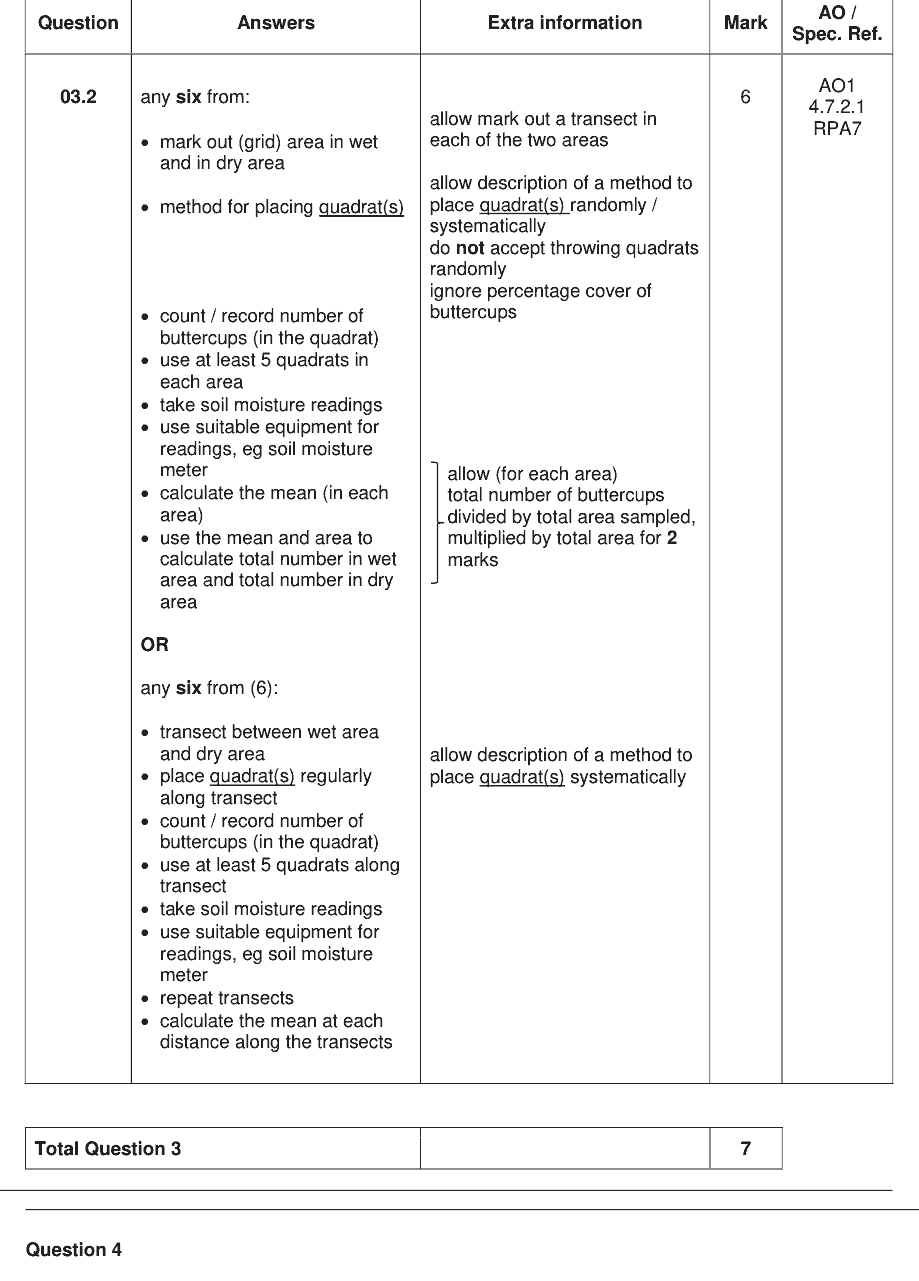 Question
Answers
Extra information
Mark
AO /
Spec. Ref.
03.2
any six from:
• mark out (grid) area in wet
and in dry area
• method for placing quadrat(s)
• count / record number of
buttercups (in the quadrat)
• use at least 5 quadrats in
each area
• take soil moisture readings
• use suitable equipment for
readings, eg soil moisture
meter
• calculate the mean (in each
area)
• use the mean and area to
calculate total number in wet
area and total number in dry
area
OR
any six from (6):
• transect between wet area
and dry area
• place quadrat(s) regularly
along transect
• count / record number of
buttercups (in the quadrat)
• use at least 5 quadrats along
transect
• take soil moisture readings
• use suitable equipment for
readings, eg soil moisture
meter
• repeat transects
• calculate the mean at each
distance along the transects
allow mark out a transect in
each of the two areas
allow description of a method to
place quadrat(s) randomly /
systematically
do not accept throwing quadrats
randomly
ignore percentage cover of
buttercups
allow (for each area)
total number of buttercups
divided by total area sampled,
multiplied by total area for 2
marks
allow description of a method to
place quadrat(s) systematically
6
AO1
4.7.2.1
RPA7
Total Question 3
7
Question 4